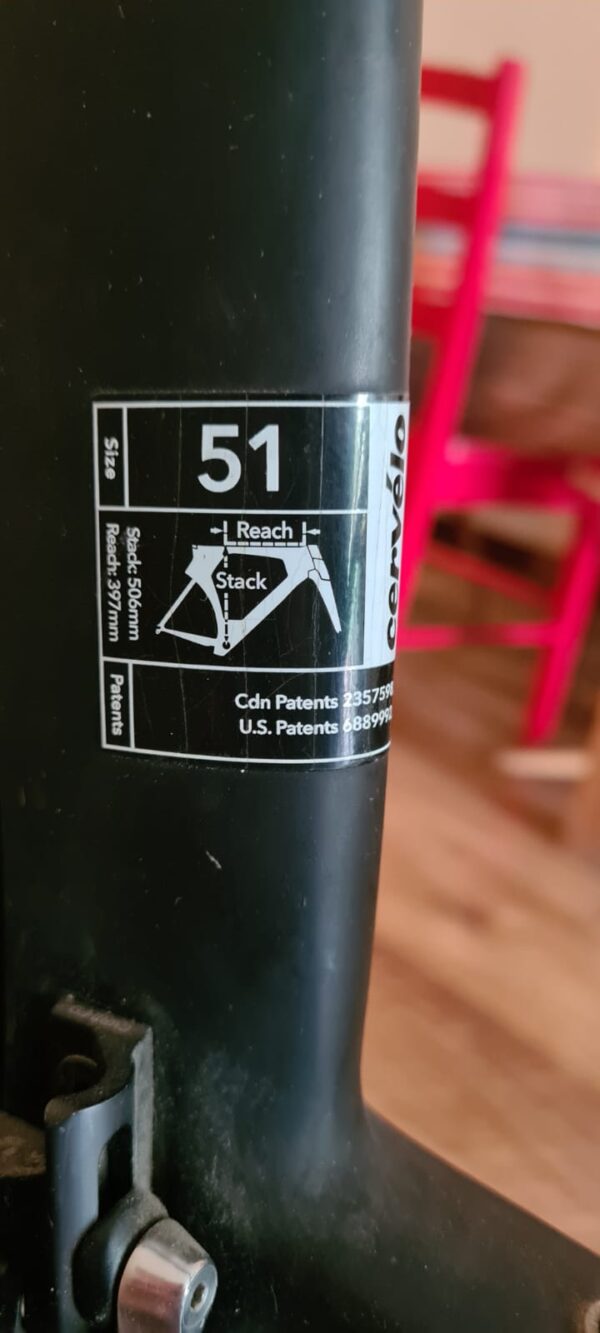 Size
51
cervélo
Reach
Stack
Stack: 506mm
Reach: 397mm
Patents
Cdn Patents
U.S. Patents